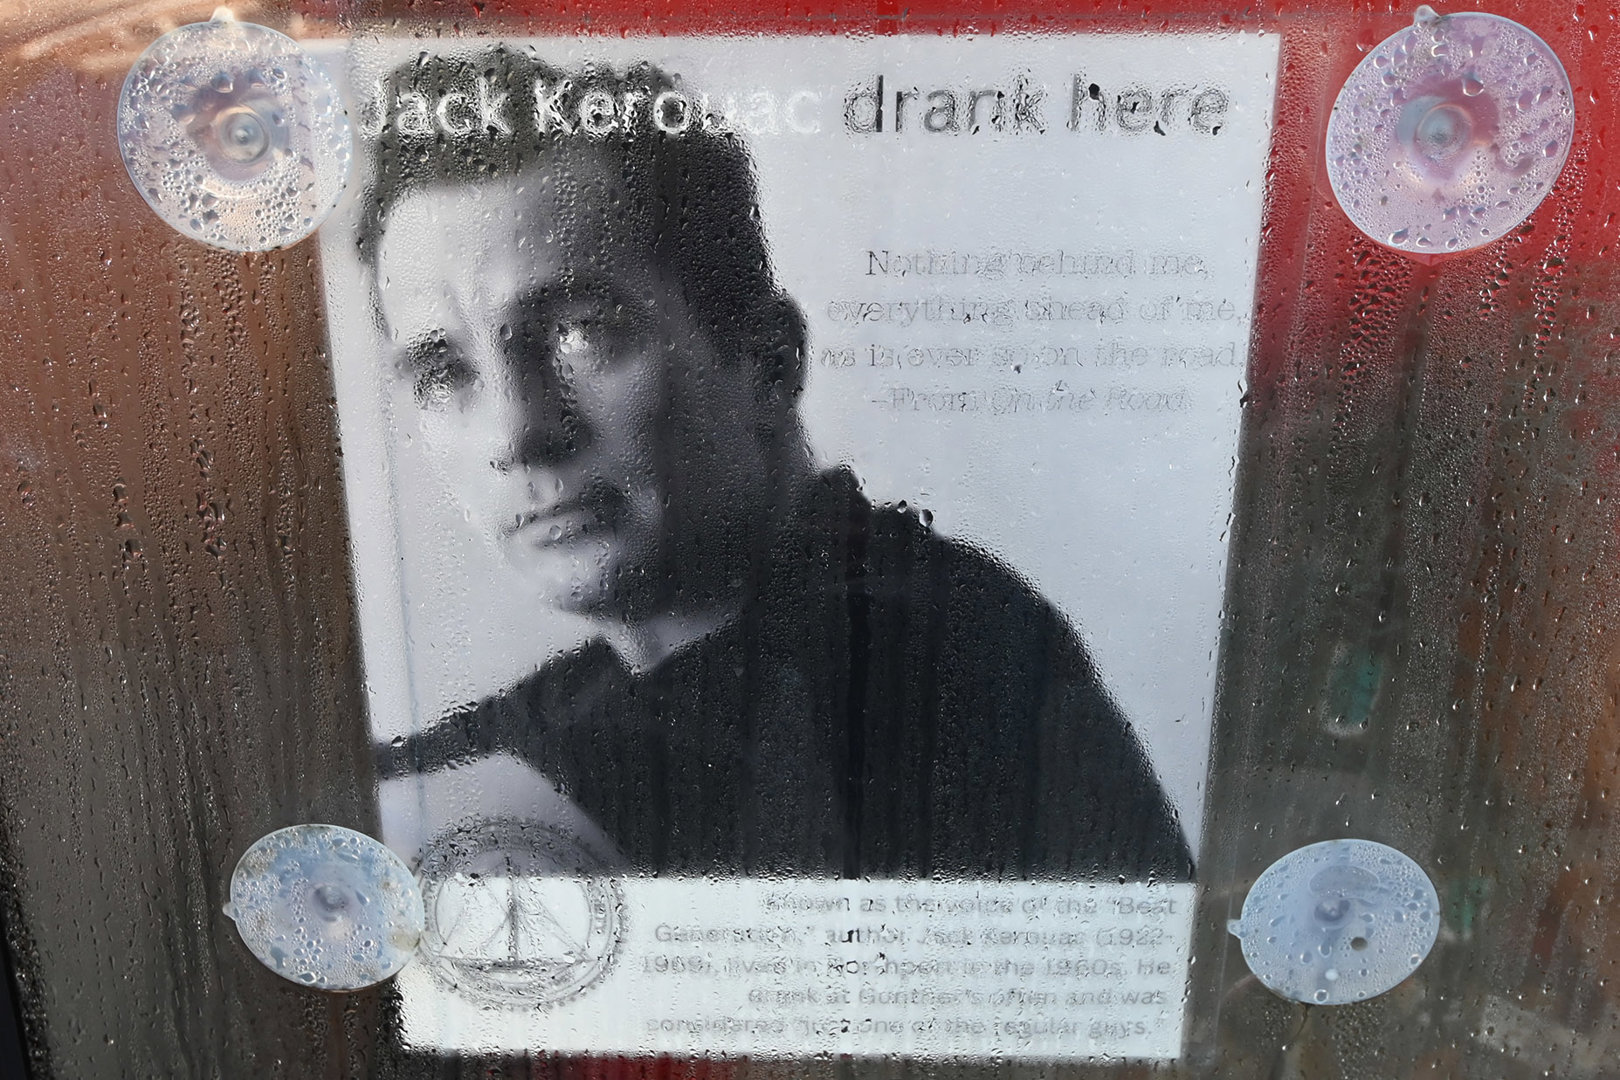 Jack Kerouac drank here
Nothing behind me,
everything ahead of me,
as is ever so on the road.
–From On the Road
Known as the voice of the "Beat
Generation," author Jack Kerouac (1922-
1969), lived in Northport in the 1960s. He
drank at Gunther's often and was
considered "just one of the regular guys."